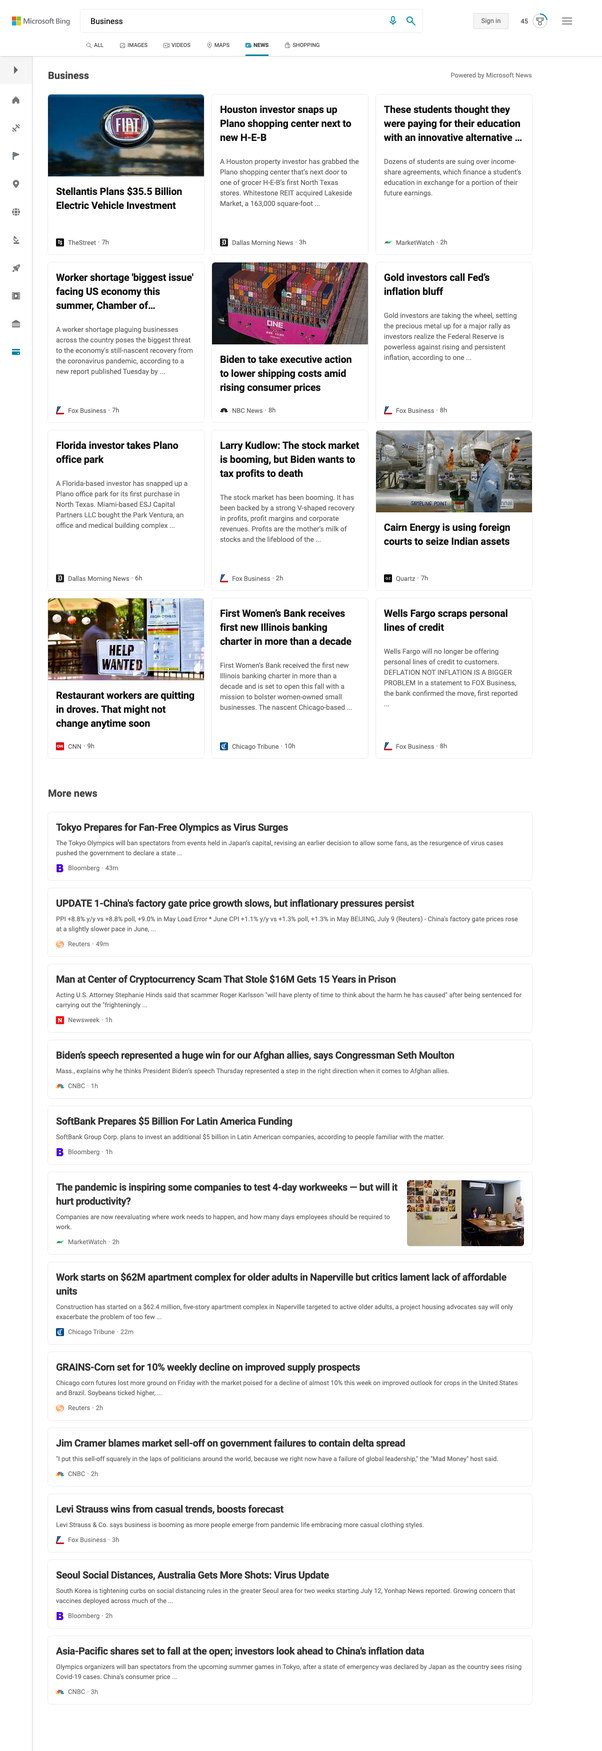 Microsoft Bing
Business
Sign in
45
ALL
IMAGES
VIDEOS
MAPS
NEWS
SHOPPING
Business
Powered by Microsoft News
FIAT
Stellantis Plans $35.5 Billion
Electric Vehicle Investment
TheStreet · 7h
Houston investor snaps up
Plano shopping center next to
new H-E-B
A Houston property investor has grabbed the
Plano shopping center that's next door to
one of grocer H-E-B's first North Texas
stores. Whitestone REIT acquired Lakeside
Market, a 163,000 square-foot ...
Dallas Morning News · 3h
These students thought they
were paying for their education
with an innovative alternative ...
Dozens of students are suing over income-
share agreements, which finance a student's
education in exchange for a portion of their
future earnings.
MarketWatch · 2h
Worker shortage 'biggest issue'
facing US economy this
summer, Chamber of...
A worker shortage plaguing businesses
across the country poses the biggest threat
to the economy's still-nascent recovery from
the coronavirus pandemic, according to a
new report published Tuesday by ...
Fox Business · 7h
ONE
Biden to take executive action
to lower shipping costs amid
rising consumer prices
NBC News · 8h
Gold investors call Fed's
inflation bluff
Gold investors are taking the wheel, setting
the precious metal up for a major rally as
investors realize the Federal Reserve is
powerless against rising and persistent
inflation, according to one ...
Fox Business · 8h
Florida investor takes Plano
office park
A Florida-based investor has snapped up a
Plano office park for its first purchase in
North Texas. Miami-based ESJ Capital
Partners LLC bought the Park Ventura, an
office and medical building complex ...
Dallas Morning News · 6h
Larry Kudlow: The stock market
is booming, but Biden wants to
tax profits to death
The stock market has been booming. It has
been backed by a strong V-shaped recovery
in profits, profit margins and corporate
revenues. Profits are the mother's milk of
stocks and the lifeblood of the ...
Fox Business · 2h
Cairn Energy is using foreign
courts to seize Indian assets
Quartz · 7h
HELP
WANTED
Restaurant workers are quitting
in droves. That might not
change anytime soon
CNN · 9h
First Women's Bank receives
first new Illinois banking
charter in more than a decade
First Women's Bank received the first new
Illinois banking charter in more than a
decade and is set to open this fall with a
mission to bolster women-owned small
businesses. The nascent Chicago-based ...
Chicago Tribune · 10h
Wells Fargo scraps personal
lines of credit
Wells Fargo will no longer be offering
personal lines of credit to customers.
DEFLATION NOT INFLATION IS A BIGGER
PROBLEM In a statement to FOX Business,
the bank confirmed the move, first reported
...
Fox Business · 8h
More news
Tokyo Prepares for Fan-Free Olympics as Virus Surges
The Tokyo Olympics will ban spectators from events held in Japan's capital, revising an earlier decision to allow some fans, as the resurgence of virus cases
pushed the government to declare a state ...
Bloomberg · 43m
UPDATE 1-China's factory gate price growth slows, but inflationary pressures persist
PPI +8.8% y/y vs +8.8% poll, +9.0% in May Load Error * June CPI +1.1% y/y vs +1.3% poll, +1.3% in May BEIJING, July 9 (Reuters) - China's factory gate prices rose
at a slightly slower pace in June, ...
Reuters · 49m
Man at Center of Cryptocurrency Scam That Stole $16M Gets 15 Years in Prison
Acting U.S. Attorney Stephanie Hinds said that scammer Roger Karlsson "will have plenty of time to think about the harm he has caused" after being sentenced for
carrying out the "frighteningly ...
Newsweek · 1h
Biden's speech represented a huge win for our Afghan allies, says Congressman Seth Moulton
Mass., explains why he thinks President Biden's speech Thursday represented a step in the right direction when it comes to Afghan allies.
CNBC · 1h
SoftBank Prepares $5 Billion For Latin America Funding
SoftBank Group Corp. plans to invest an additional $5 billion in Latin American companies, according to people familiar with the matter.
Bloomberg · 1h
The pandemic is inspiring some companies to test 4-day workweeks — but will it
hurt productivity?
Companies are now reevaluating where work needs to happen, and how many days employees should be required to
work.
MarketWatch · 2h
Work starts on $62M apartment complex for older adults in Naperville but critics lament lack of affordable
units
Construction has started on a $62.4 million, five-story apartment complex in Naperville targeted to active older adults, a project housing advocates say will only
exacerbate the problem of too few ...
Chicago Tribune · 22m
GRAINS-Corn set for 10% weekly decline on improved supply prospects
Chicago corn futures lost more ground on Friday with the market poised for a decline of almost 10% this week on improved outlook for crops in the United States
and Brazil. Soybeans ticked higher, ...
Reuters · 2h
Jim Cramer blames market sell-off on government failures to contain delta spread
"I put this sell-off squarely in the laps of politicians around the world, because we right now have a failure of global leadership," the "Mad Money" host said.
CNBC · 2h
Levi Strauss wins from casual trends, boosts forecast
Levi Strauss & Co. says business is booming as more people emerge from pandemic life embracing more casual clothing styles.
Fox Business · 3h
Seoul Social Distances, Australia Gets More Shots: Virus Update
South Korea is tightening curbs on social distancing rules in the greater Seoul area for two weeks starting July 12, Yonhap News reported. Growing concern that
vaccines deployed across much of the ...
Bloomberg · 2h
Asia-Pacific shares set to fall at the open; investors look ahead to China's inflation data
Olympics organizers will ban spectators from the upcoming summer games in Tokyo, after a state of emergency was declared by Japan as the country sees rising
Covid-19 cases. China's consumer price ...
CNBC · 3h